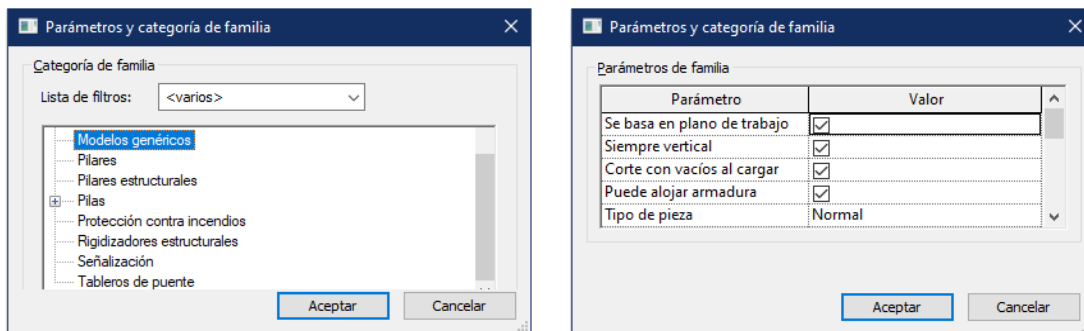 Parámetros y categoría de familia
Categoría de familia
Lista de filtros: <varios>
Modelos genéricos
Pilares
Pilares estructurales
Pilas
Protección contra incendios
Rigidizadores estructurales
Señalización
Tableros de puente
Aceptar Cancelar
Parámetros y categoría de familia
Parámetros de familia
Parámetro Valor
Se basa en plano de trabajo
Siempre vertical
Corte con vacíos al cargar
Puede alojar armadura
Tipo de pieza Normal
Aceptar Cancelar